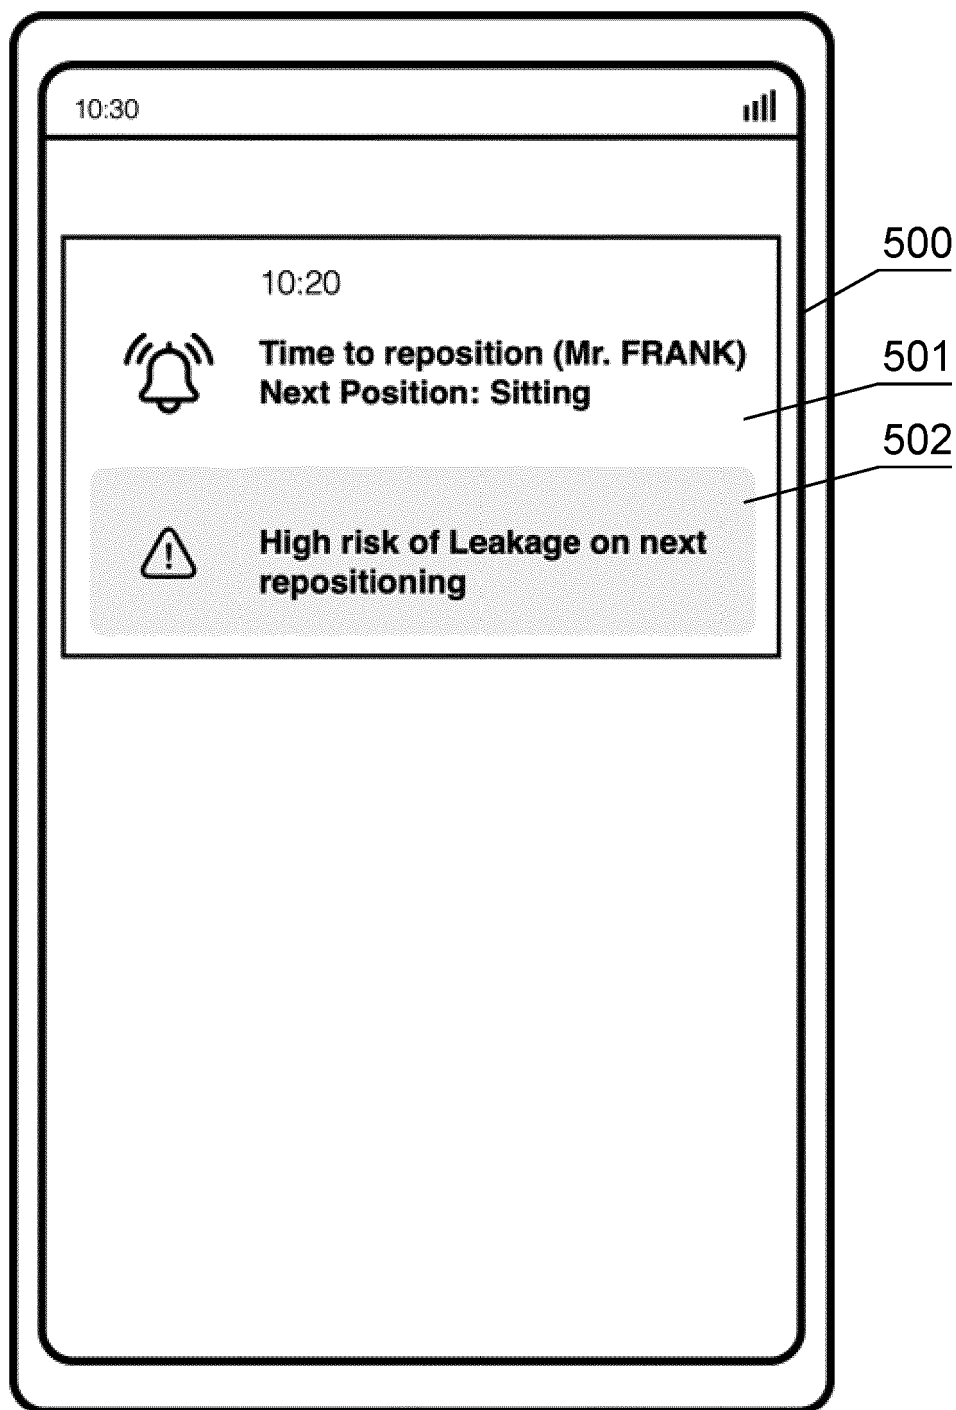 10:30
500
10:20
Time to reposition (Mr. FRANK)
Next Position: Sitting
501
502
High risk of Leakage on next
repositioning